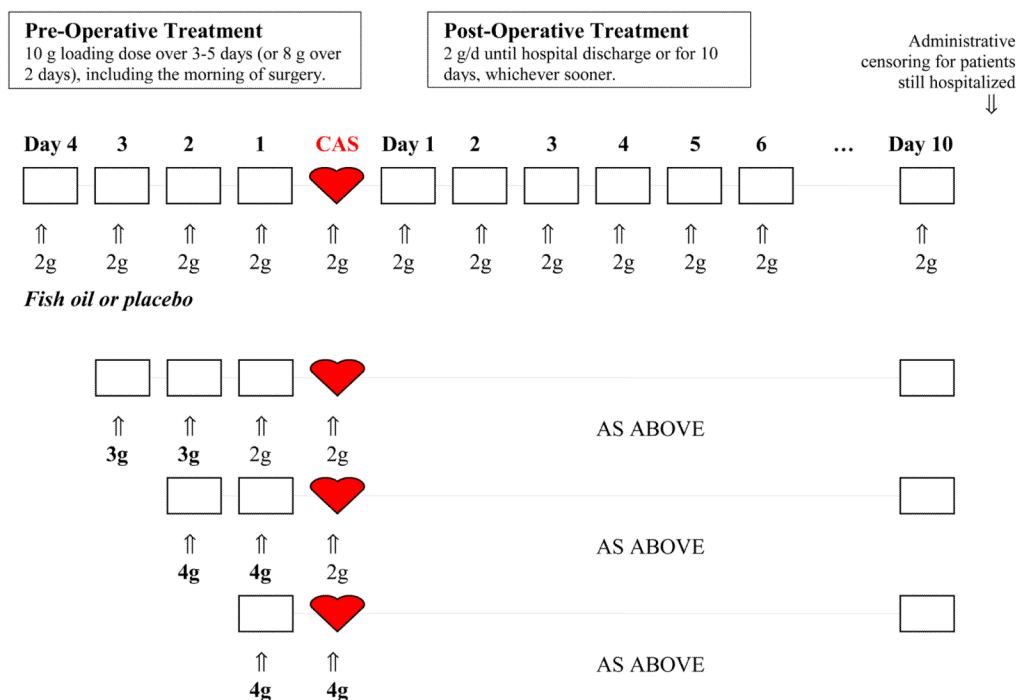 Pre-Operative Treatment
10 g loading dose over 3-5 days (or 8 g over
2 days), including the morning of surgery.
Post-Operative Treatment
2 g/d until hospital discharge or for 10
days, whichever sooner.
Administrative
censoring for patients
still hospitalized
⇓
Day 4 3 2 1 CAS Day 1 2 3 4 5 6 … Day 10
⇑ ⇑ ⇑ ⇑ ⇑ ⇑ ⇑ ⇑ ⇑ ⇑ ⇑ ⇑
2g 2g 2g 2g 2g 2g 2g 2g 2g 2g 2g 2g
Fish oil or placebo
⇑ ⇑ ⇑ ⇑
AS ABOVE
3g 3g 2g 2g
⇑ ⇑ ⇑
AS ABOVE
4g 4g 2g
⇑ ⇑
AS ABOVE
4g 4g